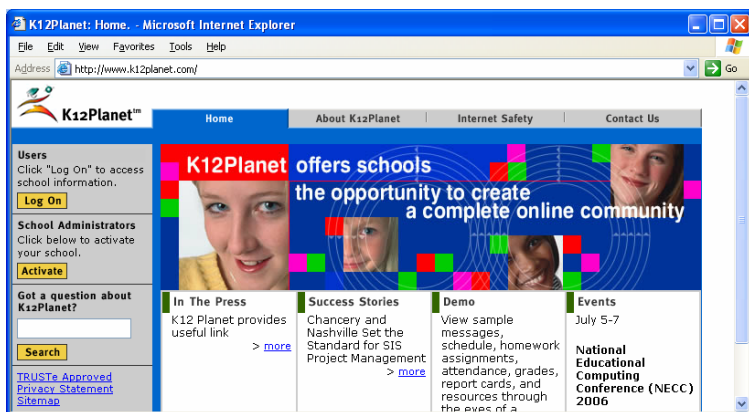 K12Planet: Home. - Microsoft Internet Explorer
File Edit View Favorites Tools Help
Address http://www.k12planet.com/ Go
K12Planet™
Home About K12Planet Internet Safety Contact Us
Users
Click "Log On" to access
school information.
Log On
School Administrators
Click below to activate
your school.
Activate
Got a question about
K12Planet?
Search
TRUSTe Approved
Privacy Statement
Sitemap
K12Planet offers schools
the opportunity to create
a complete online community
In The Press
K12 Planet provides
useful link
> more
Success Stories
Chancery and
Nashville Set the
Standard for SIS
Project Management
> more
Demo
View sample
messages,
schedule, homework
assignments,
attendance, grades,
report cards, and
resources through
the eyes of a
Events
July 5-7
National
Educational
Computing
Conference (NECC)
2006